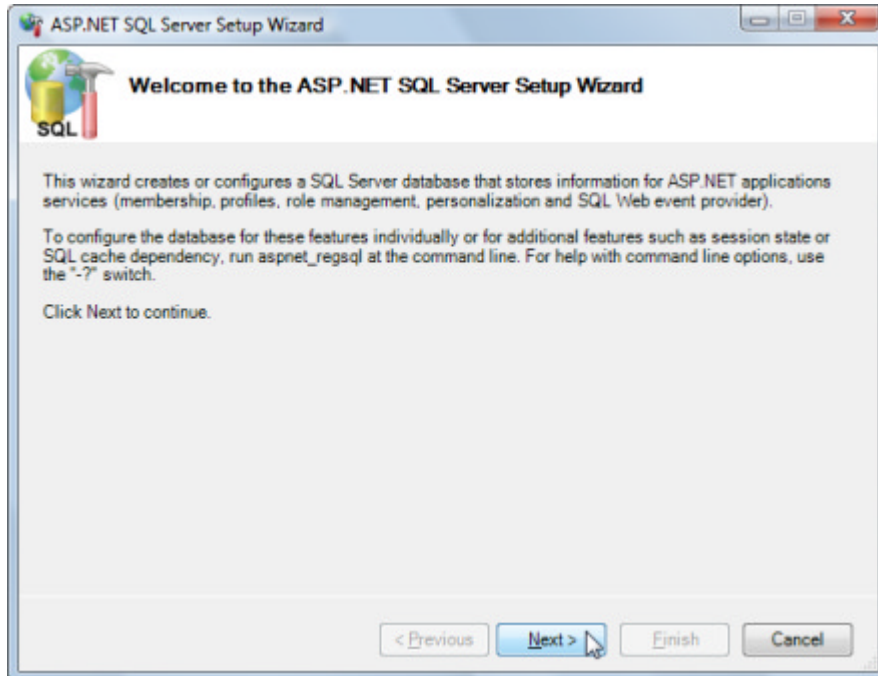 ASP.NET SQL Server Setup Wizard
Welcome to the ASP.NET SQL Server Setup Wizard
SQL
This wizard creates or configures a SQL Server database that stores information for ASP.NET applications
services (membership, profiles, role management, personalization and SQL Web event provider).
To configure the database for these features individually or for additional features such as session state or
SQL cache dependency, run aspnet_regsql at the command line. For help with command line options, use
the "-?" switch.
Click Next to continue.
< Previous Next > Finish Cancel